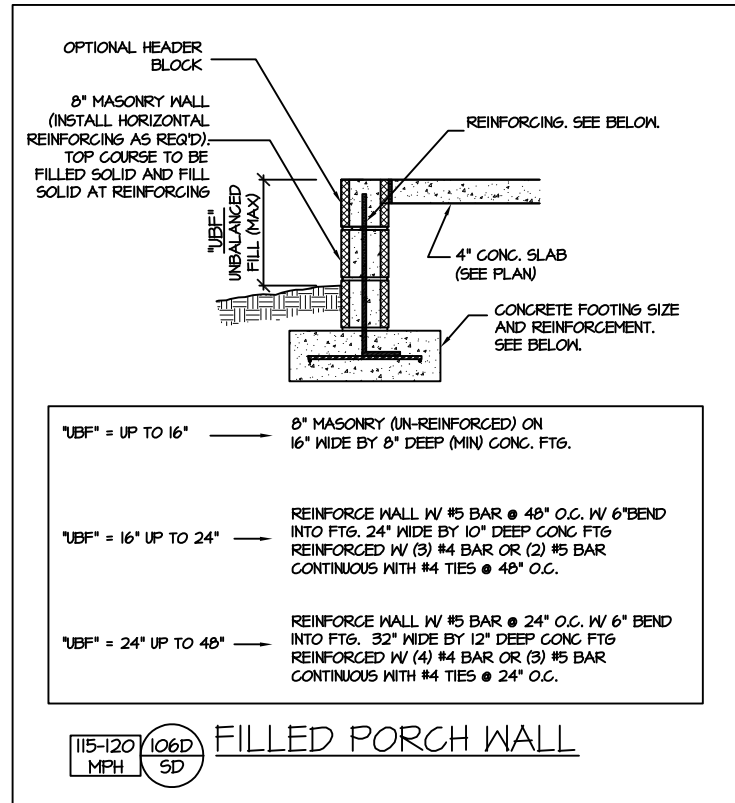 OPTIONAL HEADER
BLOCK
8" MASONRY WALL
(INSTALL HORIZONTAL
REINFORCING AS REQ'D).
TOP COURSE TO BE
FILLED SOLID AND FILL
SOLID AT REINFORCING
"UBF"
UNBALANCED
FILL (MAX)
REINFORCING. SEE BELOW.
4" CONC. SLAB
(SEE PLAN)
CONCRETE FOOTING SIZE
AND REINFORCEMENT.
SEE BELOW.
"UBF" = UP TO 16"
8" MASONRY (UN-REINFORCED) ON
16" WIDE BY 8" DEEP (MIN) CONC. FTG.
"UBF" = 16" UP TO 24"
REINFORCE WALL W/ #5 BAR @ 48" O.C. W/ 6"BEND
INTO FTG. 24" WIDE BY 10" DEEP CONC FTG
REINFORCED W/ (3) #4 BAR OR (2) #5 BAR
CONTINUOUS WITH #4 TIES @ 48" O.C.
"UBF" = 24" UP TO 48"
REINFORCE WALL W/ #5 BAR @ 24" O.C. W/ 6" BEND
INTO FTG. 32" WIDE BY 12" DEEP CONC FTG
REINFORCED W/ (4) #4 BAR OR (3) #5 BAR
CONTINUOUS WITH #4 TIES @ 24" O.C.
115-120
MPH
106D
SD
FILLED PORCH WALL